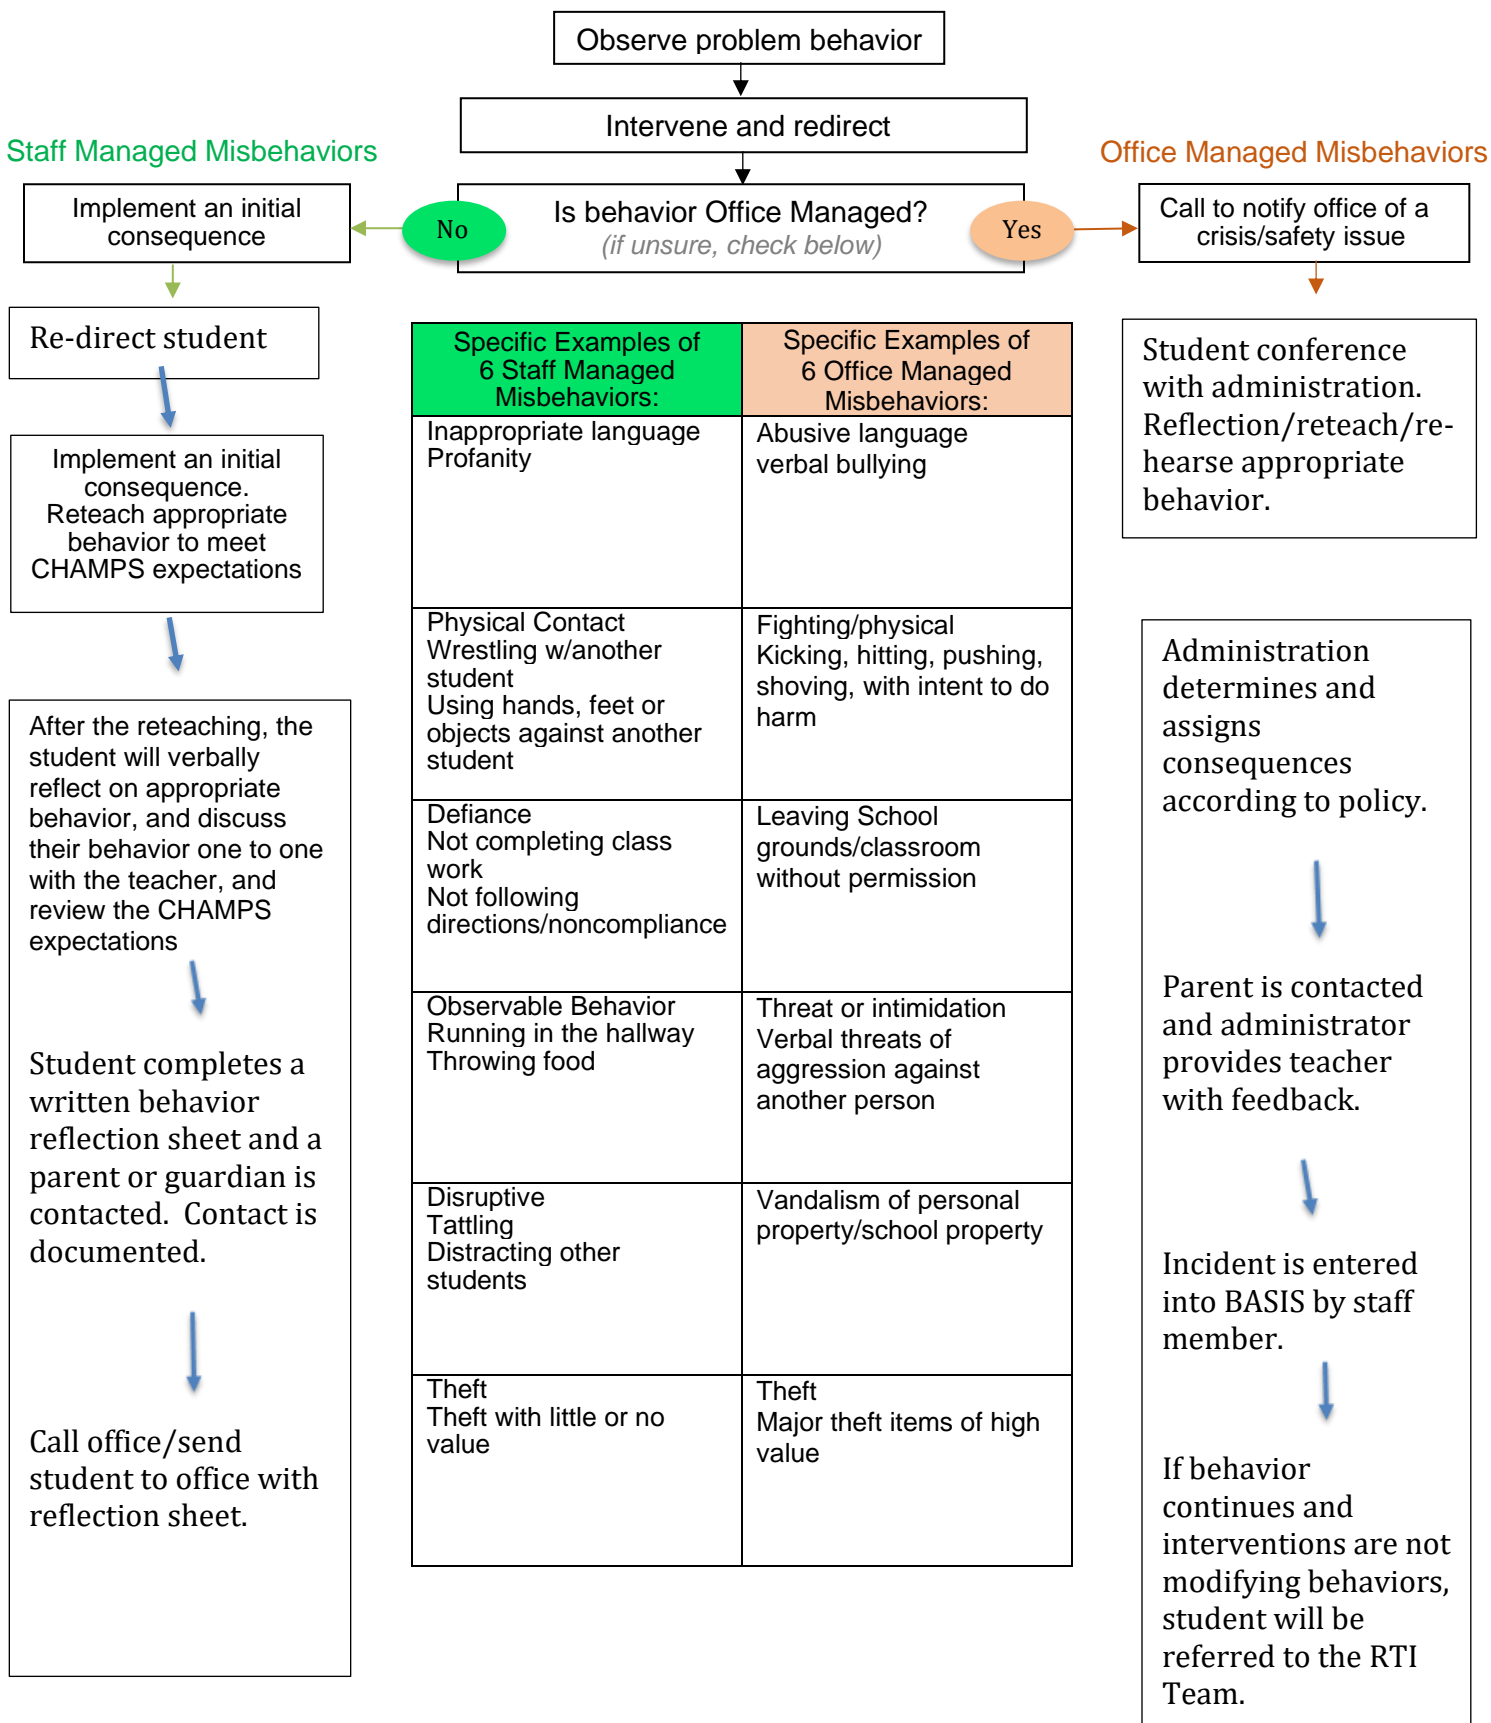 Observe problem behavior
Intervene and redirect
Staff Managed Misbehaviors
Office Managed Misbehaviors
Implement an initial
consequence
No
Is behavior Office Managed?
(if unsure, check below)
Yes
Call to notify office of a
crisis/safety issue
Re-direct student
Implement an initial
consequence.
Reteach appropriate
behavior to meet
CHAMPS expectations
After the reteaching, the
student will verbally
reflect on appropriate
behavior, and discuss
their behavior one to one
with the teacher, and
review the CHAMPS
expectations
Student completes a
written behavior
reflection sheet and a
parent or guardian is
contacted.  Contact is
documented.
Call office/send
student to office with
reflection sheet.
Specific Examples of
6 Staff Managed
Misbehaviors:
Specific Examples of
6 Office Managed
Misbehaviors:
Inappropriate language
Profanity
Abusive language
verbal bullying
Physical Contact
Wrestling w/another
student
Using hands, feet or
objects against another
student
Fighting/physical
Kicking, hitting, pushing,
shoving, with intent to do
harm
Defiance
Not completing class
work
Not following
directions/noncompliance
Leaving School
grounds/classroom
without permission
Observable Behavior
Running in the hallway
Throwing food
Threat or intimidation
Verbal threats of
aggression against
another person
Disruptive
Tattling
Distracting other
students
Vandalism of personal
property/school property
Theft
Theft with little or no
value
Theft
Major theft items of high
value
Student conference
with administration.
Reflection/reteach/re-
hearse appropriate
behavior.
Administration
determines and
assigns
consequences
according to policy.
Parent is contacted
and administrator
provides teacher
with feedback.
Incident is entered
into BASIS by staff
member.
If behavior
continues and
interventions are not
modifying behaviors,
student will be
referred to the RTI
Team.